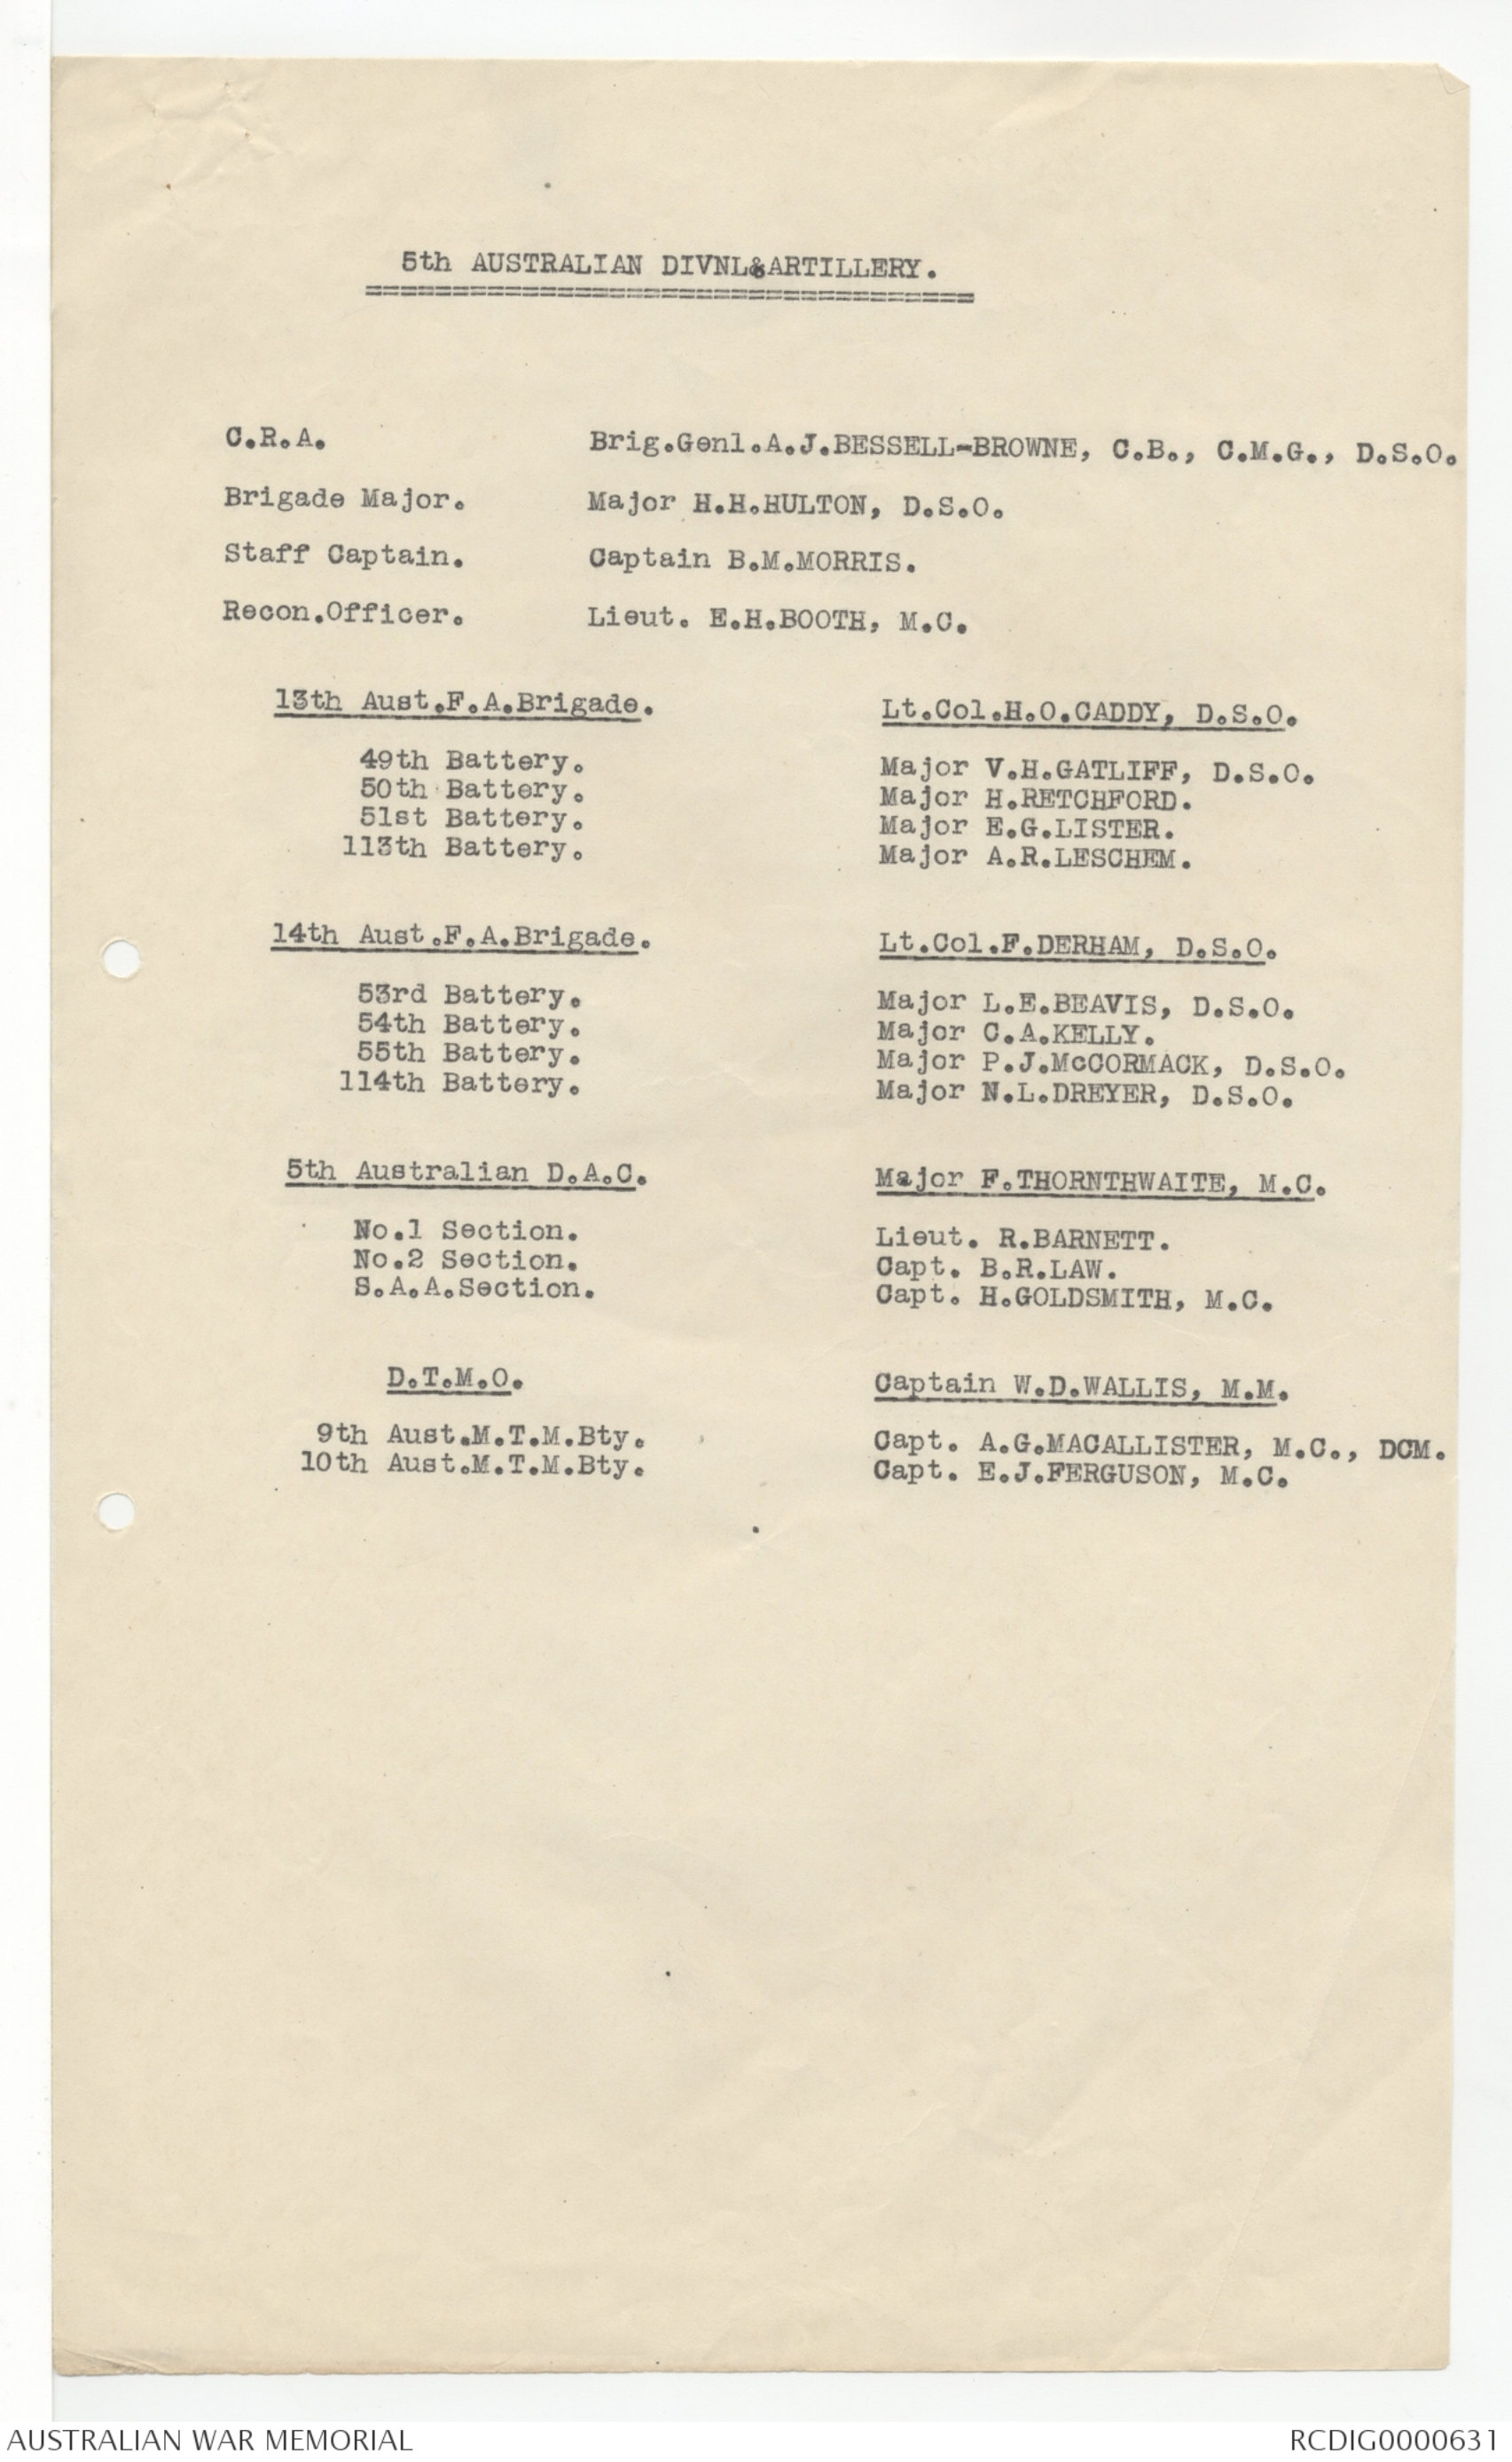 5th AUSTRALIAN DIVNL&ARTILLERY.
C.R.A. Brig.Genl.A.J.BESSELL-BROWNE, C.B., C.M.G., D.S.O.
Brigade Major. Major H.H.HULTON, D.S.O.
Staff Captain. Captain B.M.MORRIS.
Recon.Officer. Lieut. E.H.BOOTH, M.C.
13th Aust.F.A.Brigade. Lt.Col.H.O.CADDY, D.S.O.
49th Battery. Major V.H.GATLIFF, D.S.O.
50th Battery. Major H.RETCHFORD.
51st Battery. Major E.G.LISTER.
113th Battery. Major A.R.LESCHEM.
14th Aust.F.A.Brigade. Lt.Col.F.DERHAM, D.S.O.
53rd Battery. Major L.E.BEAVIS, D.S.O.
54th Battery. Major C.A.KELLY.
55th Battery. Major P.J.McCORMACK, D.S.O.
114th Battery. Major N.L.DREYER, D.S.O.
5th Australian D.A.C. Major F.THORNTHWAITE, M.C.
No.1 Section. Lieut. R.BARNETT.
No.2 Section. Capt. B.R.LAW.
S.A.A.Section. Capt. H.GOLDSMITH, M.C.
D.T.M.O. Captain W.D.WALLIS, M.M.
9th Aust.M.T.M.Bty. Capt. A.G.MACALLISTER, M.C., DCM.
10th Aust.M.T.M.Bty. Capt. E.J.FERGUSON, M.C.
AUSTRALIAN WAR MEMORIAL RCDIG0000631